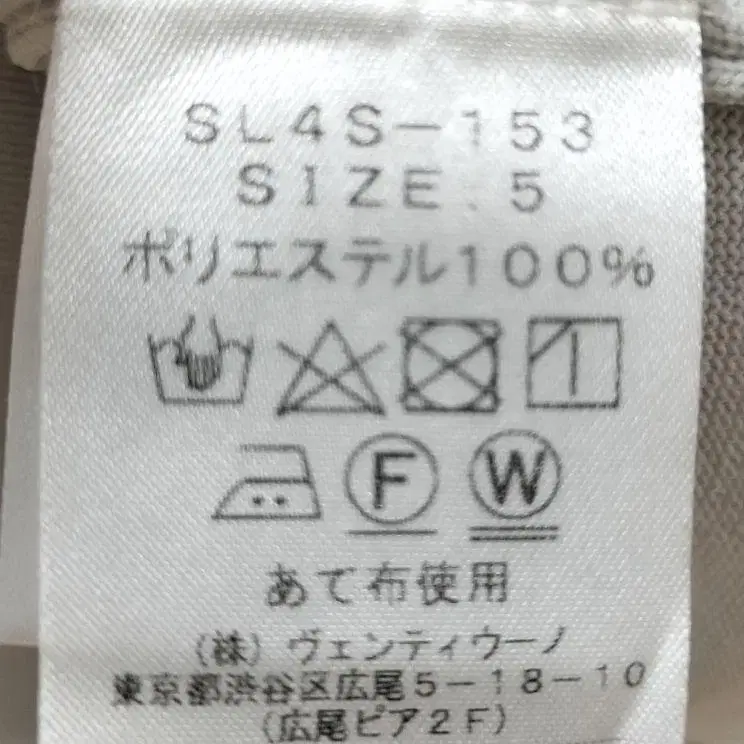 SL4S-153
SIZE.5
ポリエステル100%
F W
あて布使用
(株)ヴェンティウーノ
東京都渋谷区広尾5-18-10
(広尾ピア2F)